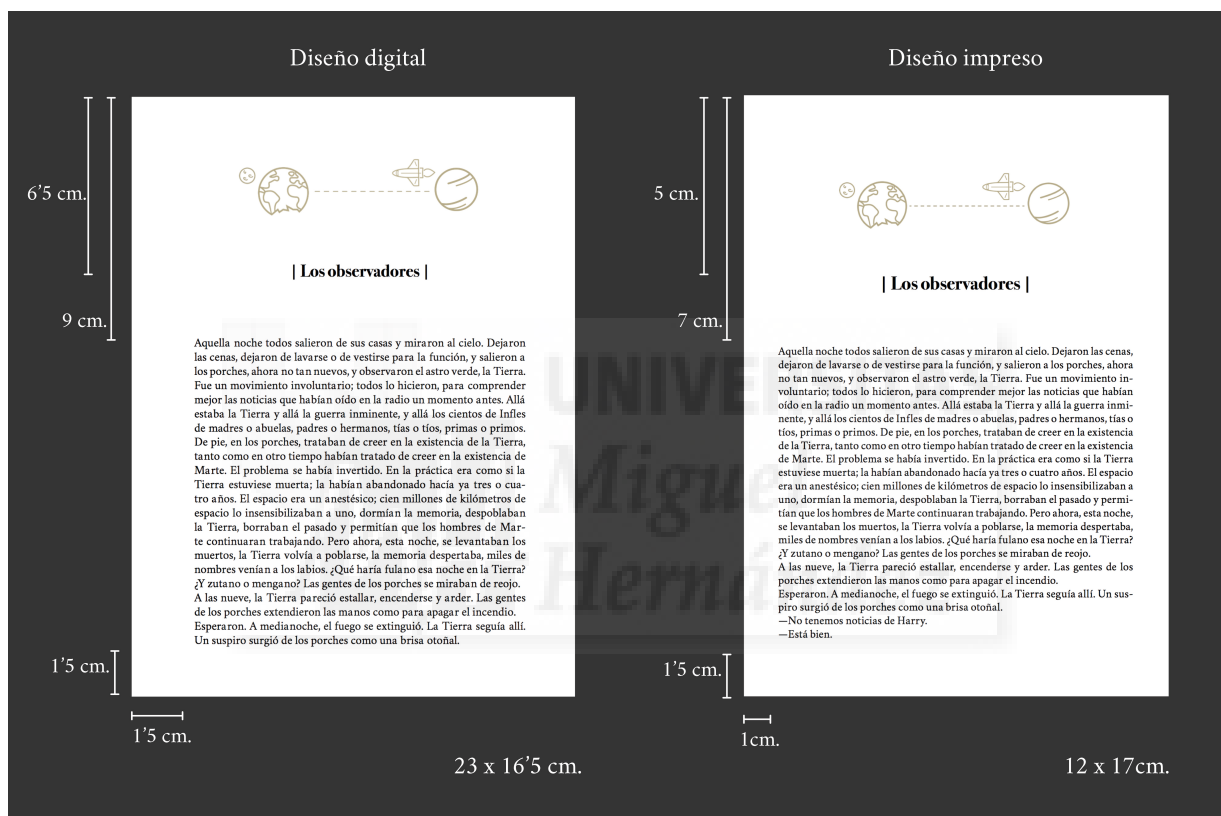 Diseño digital
6’5 cm.
9 cm.
| Los observadores |
Aquella noche todos salieron de sus casas y miraron al cielo. Dejaron
las cenas, dejaron de lavarse o de vestirse para la función, y salieron a
los porches, ahora no tan nuevos, y observaron el astro verde, la Tierra.
Fue un movimiento involuntario; todos lo hicieron, para comprender
mejor las noticias que habían oído en la radio un momento antes. Allá
estaba la Tierra y allá la guerra inminente, y allá los cientos de Infles
de madres o abuelas, padres o hermanos, tías o tíos, primas o primos.
De pie, en los porches, trataban de creer en la existencia de la Tierra,
tanto como en otro tiempo habían tratado de creer en la existencia de
Marte. El problema se había invertido. En la práctica era como si la
Tierra estuviese muerta; la habían abandonado hacía ya tres o cua-
tro años. El espacio era un anestésico; cien millones de kilómetros de
espacio lo insensibilizaban a uno, dormían la memoria, despoblaban
la Tierra, borraban el pasado y permitían que los hombres de Mar-
te continuaran trabajando. Pero ahora, esta noche, se levantaban los
muertos, la Tierra volvía a poblarse, la memoria despertaba, miles de
nombres venían a los labios. ¿Qué haría fulano esa noche en la Tierra?
¿Y zutano o mengano? Las gentes de los porches se miraban de reojo.
A las nueve, la Tierra pareció estallar, encenderse y arder. Las gentes
de los porches extendieron las manos como para apagar el incendio.
Esperaron. A medianoche, el fuego se extinguió. La Tierra seguía allí.
Un suspiro surgió de los porches como una brisa otoñal.
1’5 cm.
1’5 cm.
23 x 16’5 cm.
Diseño impreso
5 cm.
7 cm.
| Los observadores |
Aquella noche todos salieron de sus casas y miraron al cielo. Dejaron las cenas,
dejaron de lavarse o de vestirse para la función, y salieron a los porches, ahora
no tan nuevos, y observaron el astro verde, la Tierra. Fue un movimiento in-
voluntario; todos lo hicieron, para comprender mejor las noticias que habían
oído en la radio un momento antes. Allá estaba la Tierra y allá la guerra inmi-
nente, y allá los cientos de Infles de madres o abuelas, padres o hermanos, tías o
tíos, primas o primos. De pie, en los porches, trataban de creer en la existencia
de la Tierra, tanto como en otro tiempo habían tratado de creer en la existencia
de Marte. El problema se había invertido. En la práctica era como si la Tierra
estuviese muerta; la habían abandonado hacía ya tres o cuatro años. El espacio
era un anestésico; cien millones de kilómetros de espacio lo insensibilizaban a
uno, dormían la memoria, despoblaban la Tierra, borraban el pasado y permi-
tían que los hombres de Marte continuaran trabajando. Pero ahora, esta noche,
se levantaban los muertos, la Tierra volvía a poblarse, la memoria despertaba,
miles de nombres venían a los labios. ¿Qué haría fulano esa noche en la Tierra?
¿Y zutano o mengano? Las gentes de los porches se miraban de reojo.
A las nueve, la Tierra pareció estallar, encenderse y arder. Las gentes de los
porches extendieron las manos como para apagar el incendio.
Esperaron. A medianoche, el fuego se extinguió. La Tierra seguía allí. Un sus-
piro surgió de los porches como una brisa otoñal.
—No tenemos noticias de Harry.
—Está bien.
1’5 cm.
1cm.
12 x 17cm.
Miguel